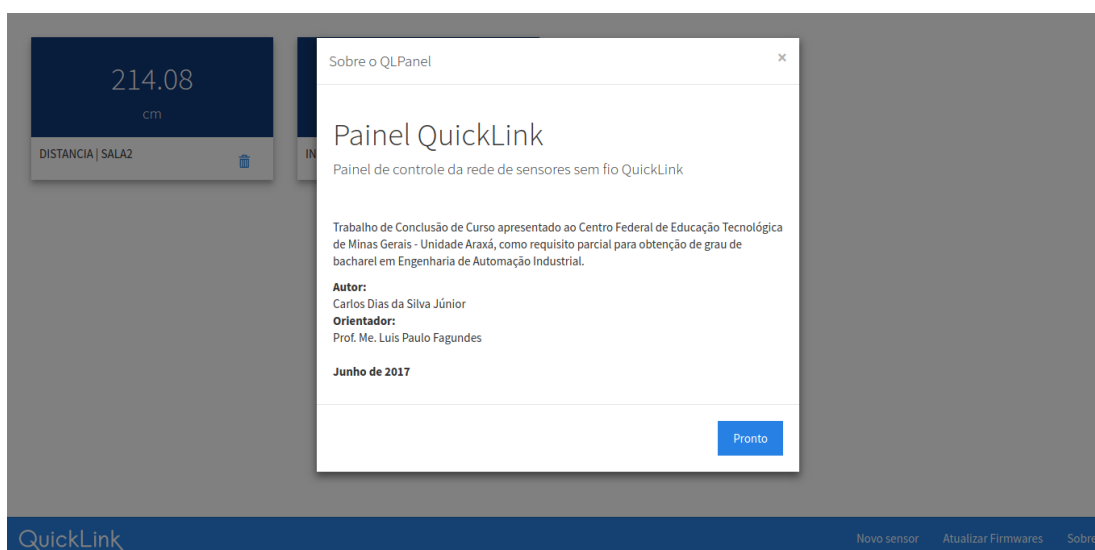 214.08
cm
DISTANCIA | SALA2
IN
Sobre o QLPanel
×
Painel QuickLink
Painel de controle da rede de sensores sem fio QuickLink
Trabalho de Conclusão de Curso apresentado ao Centro Federal de Educação Tecnológica
de Minas Gerais - Unidade Araxá, como requisito parcial para obtenção de grau de
bacharel em Engenharia de Automação Industrial.
Autor:
Carlos Dias da Silva Júnior
Orientador:
Prof. Me. Luis Paulo Fagundes
Junho de 2017
Pronto
QuickLink
Novo sensor Atualizar Firmwares Sobre